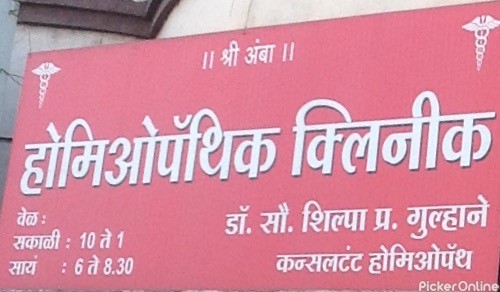 || श्री अंबा ||
होमिओपॅथिक क्लिनीक
वेळ :
सकाळी : 10 ते 1
सायं : 6 ते 8.30
डॉ. सौ. शिल्पा प्र. गुल्हाने
कन्सलटंट होमिओपॅथ
PickerOnline